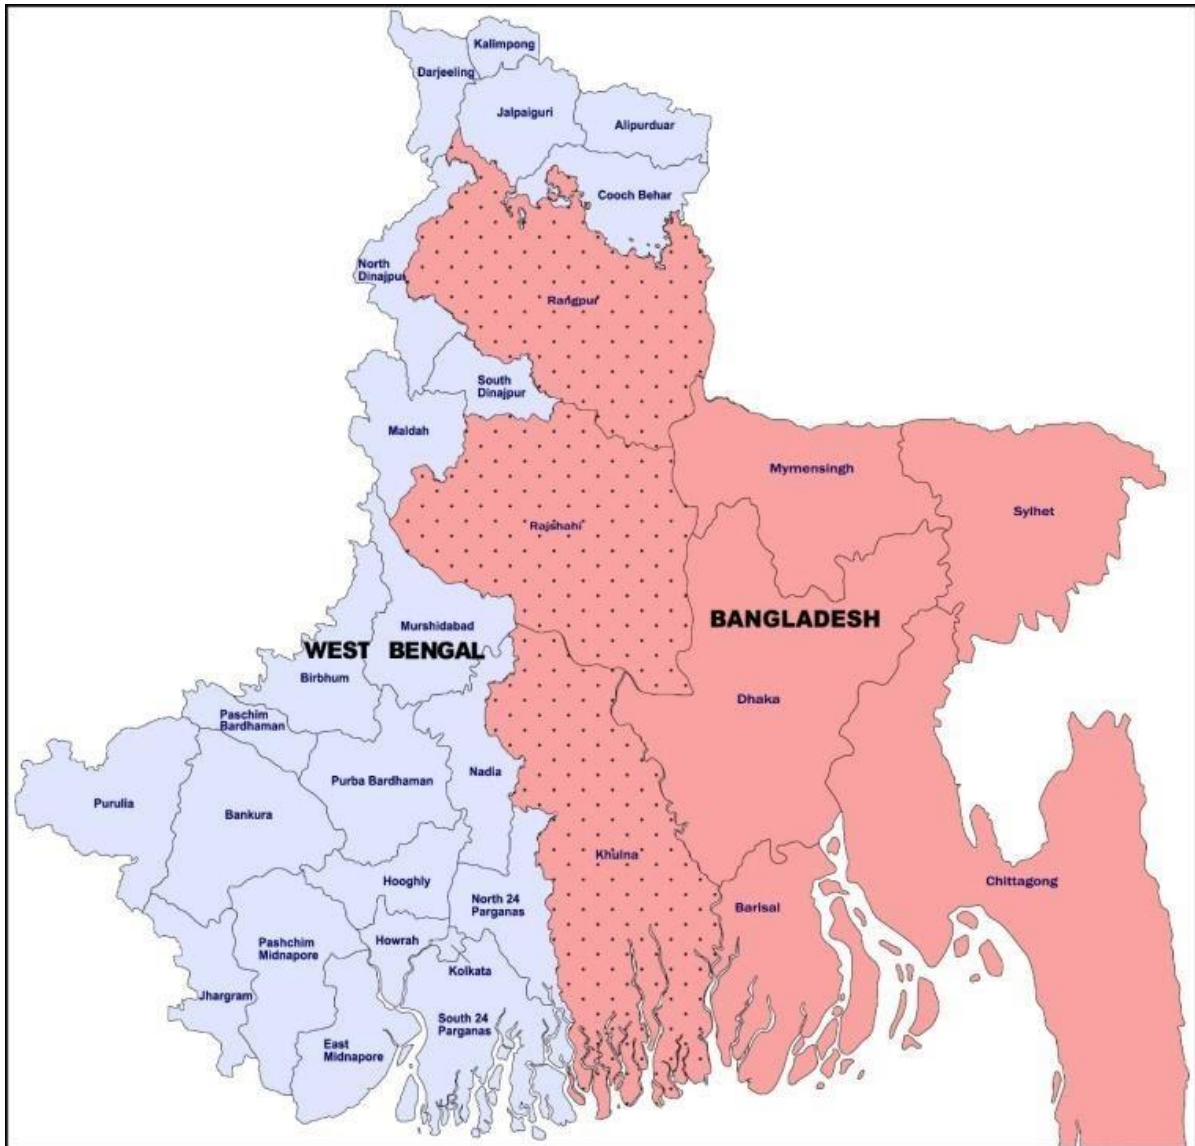 Kalimpong
Darjeeling
Jalpaiguri
Alipurduar
Cooch Behar
North
Dinajpur
Rangpur
South
Dinajpur
Maldah
Mymensingh
Sylhet
Rajshahi
BANGLADESH
Murshidabad
WEST BENGAL
Birbhum
Dhaka
Paschim
Bardhaman
Nadia
Purba Bardhaman
Purulia
Bankura
Khulna
Hooghly
Chittagong
North 24
Parganas
Barisal
Howrah
Pashchim
Midnapore
Kolkata
Jhargram
South 24
Parganas
East
Midnapore